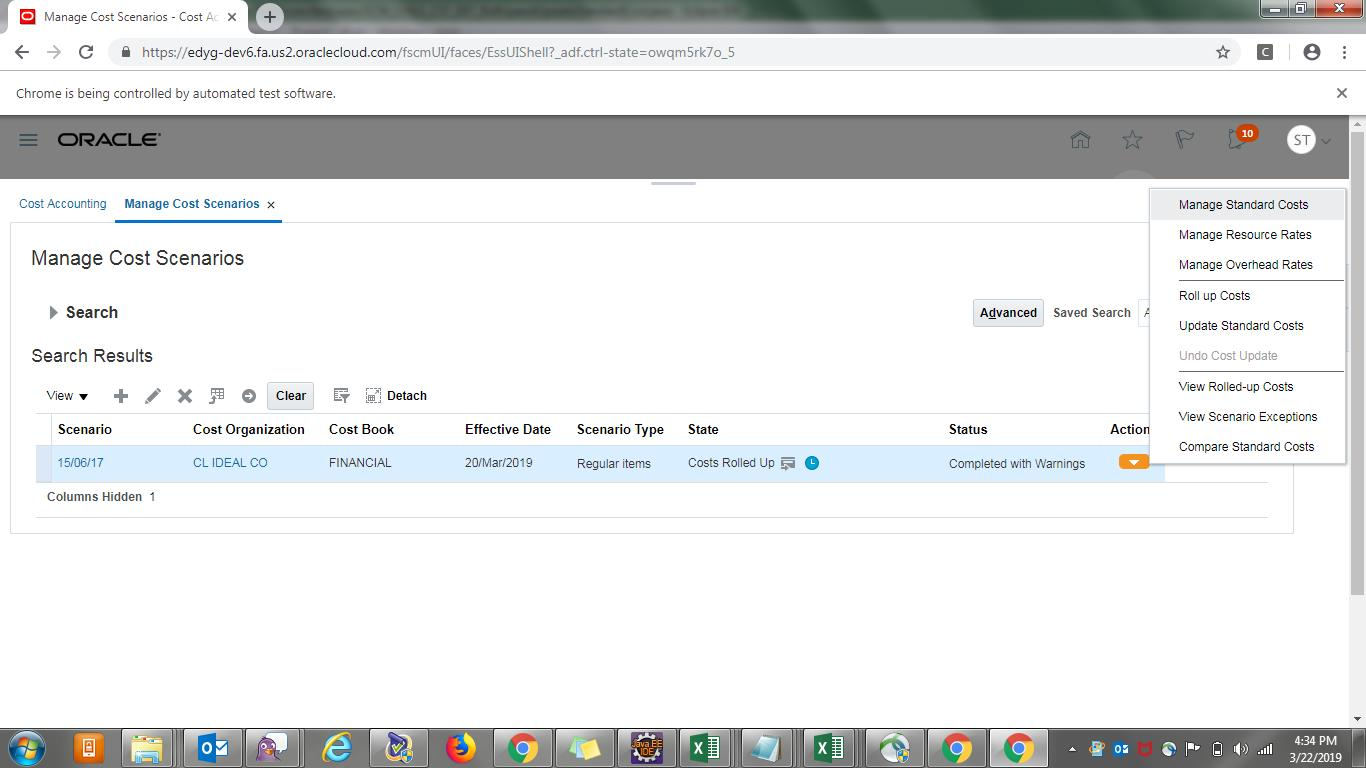 Manage Cost Scenarios - Cost Ac
https://edyg-dev6.fa.us2.oraclecloud.com/fscmUI/faces/EssUIShell?_adf.ctrl-state=owqm5rk7o_5
C
Chrome is being controlled by automated test software.
ORACLE
10
ST
Cost Accounting
Manage Cost Scenarios
Manage Cost Scenarios
Search
Advanced
Saved Search
A
Search Results
View
Clear
Detach
Scenario Cost Organization Cost Book Effective Date Scenario Type State Status Action
15/06/17 CL IDEAL CO FINANCIAL 20/Mar/2019 Regular items Costs Rolled Up Completed with Warnings
Columns Hidden 1
Manage Standard Costs
Manage Resource Rates
Manage Overhead Rates
Roll up Costs
Update Standard Costs
Undo Cost Update
View Rolled-up Costs
View Scenario Exceptions
Compare Standard Costs
Java EE
IDE
4:34 PM
3/22/2019